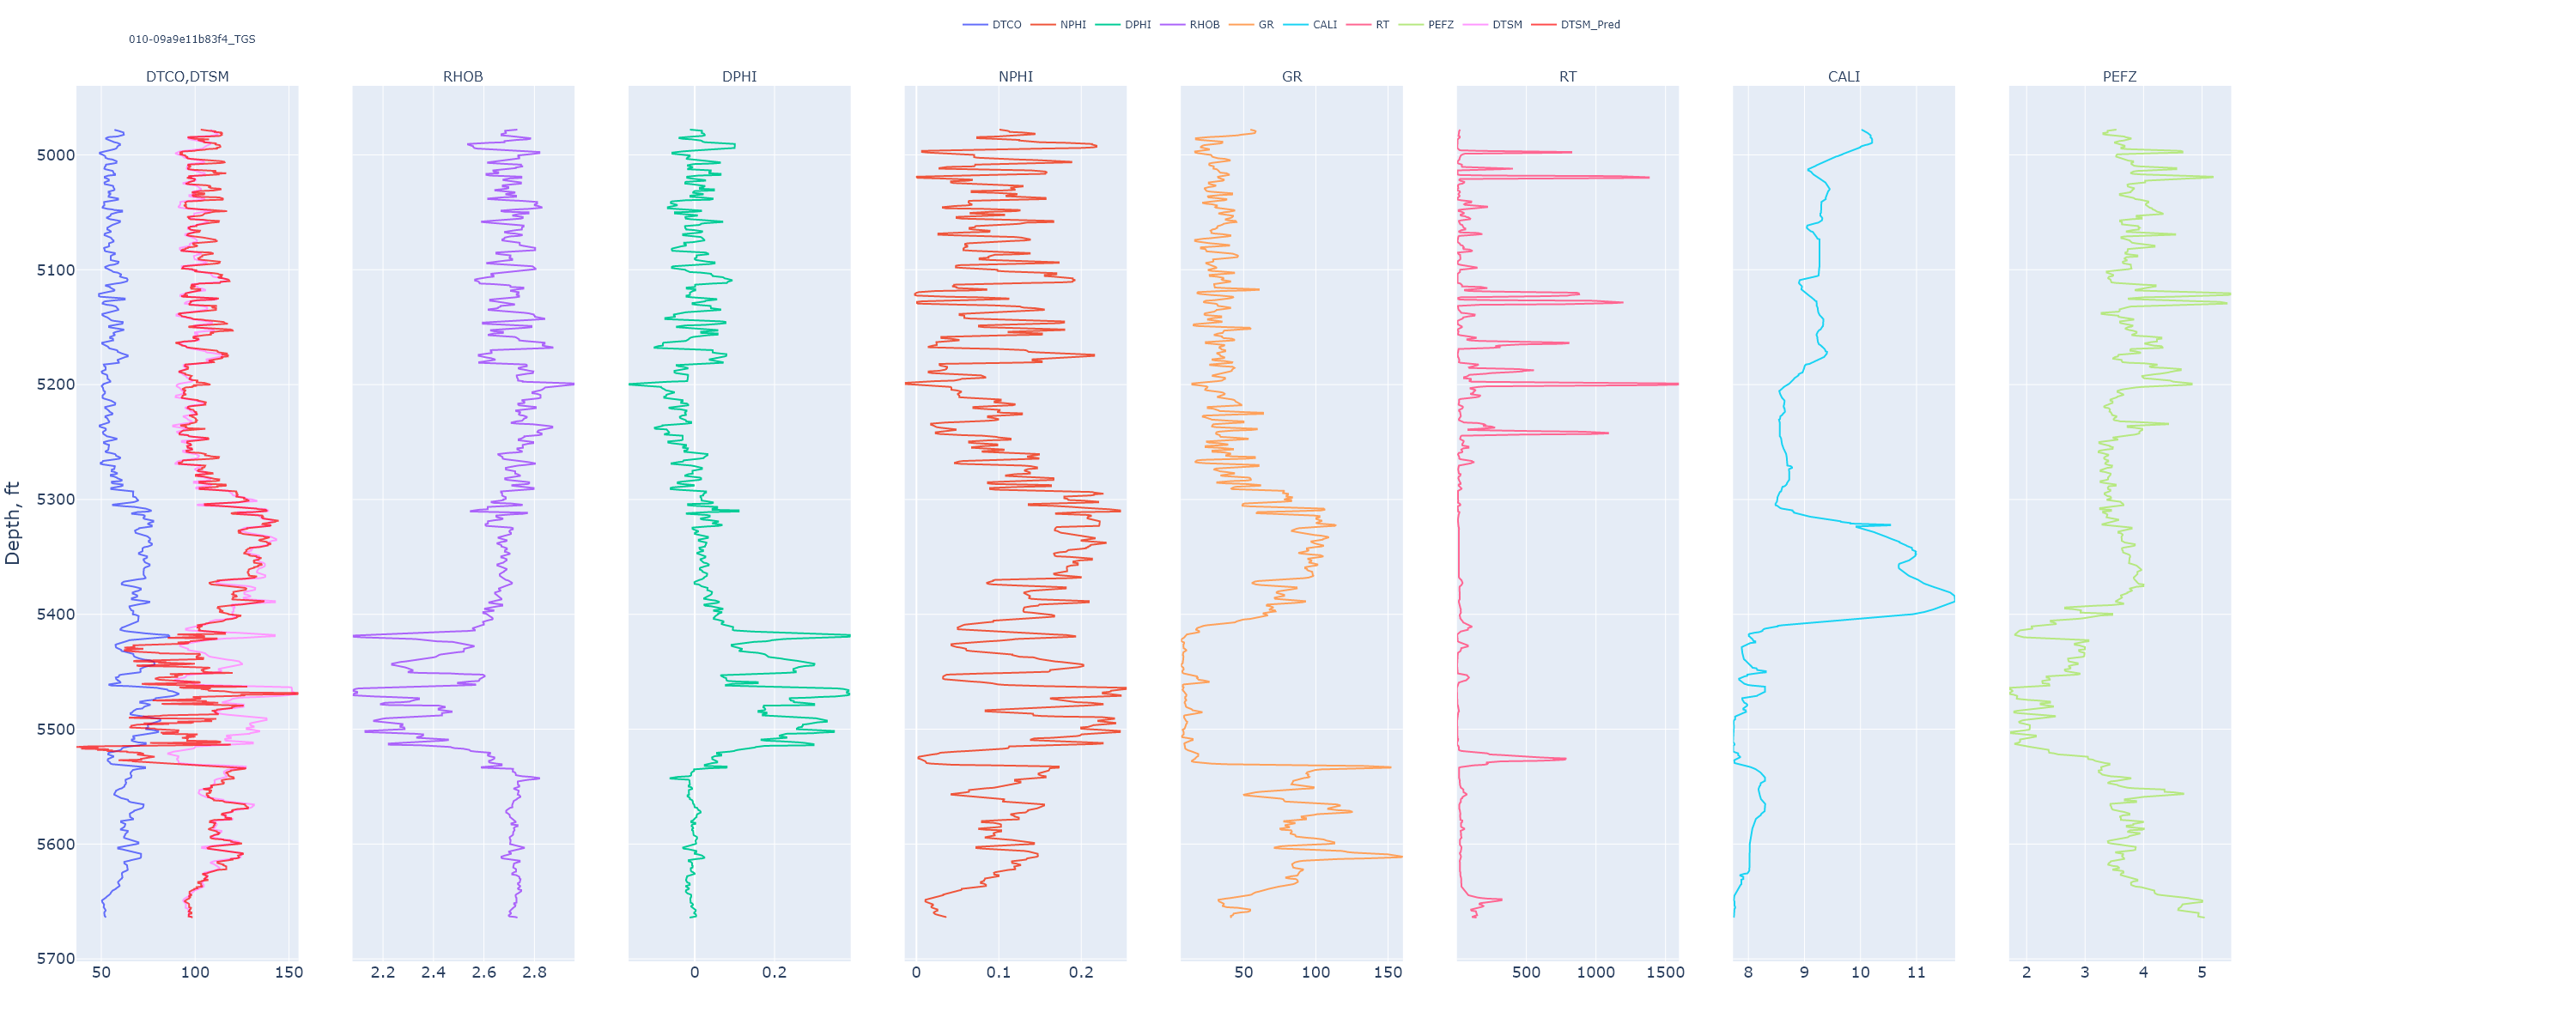 DTCO NPHI DPHI RHOB GR CALI RT PEFZ DTSM DTSM_Pred
010-09a9e11b83f4_TGS
DTCO,DTSM RHOB DPHI NPHI GR RT CALI PEFZ
5000
5100
5200
5300
5400
5500
5600
5700
Depth, ft
50 100 150 2.2 2.4 2.6 2.8 0 0.2 0 0.1 0.2 50 100 150 500 1000 1500 8 9 10 11 2 3 4 5